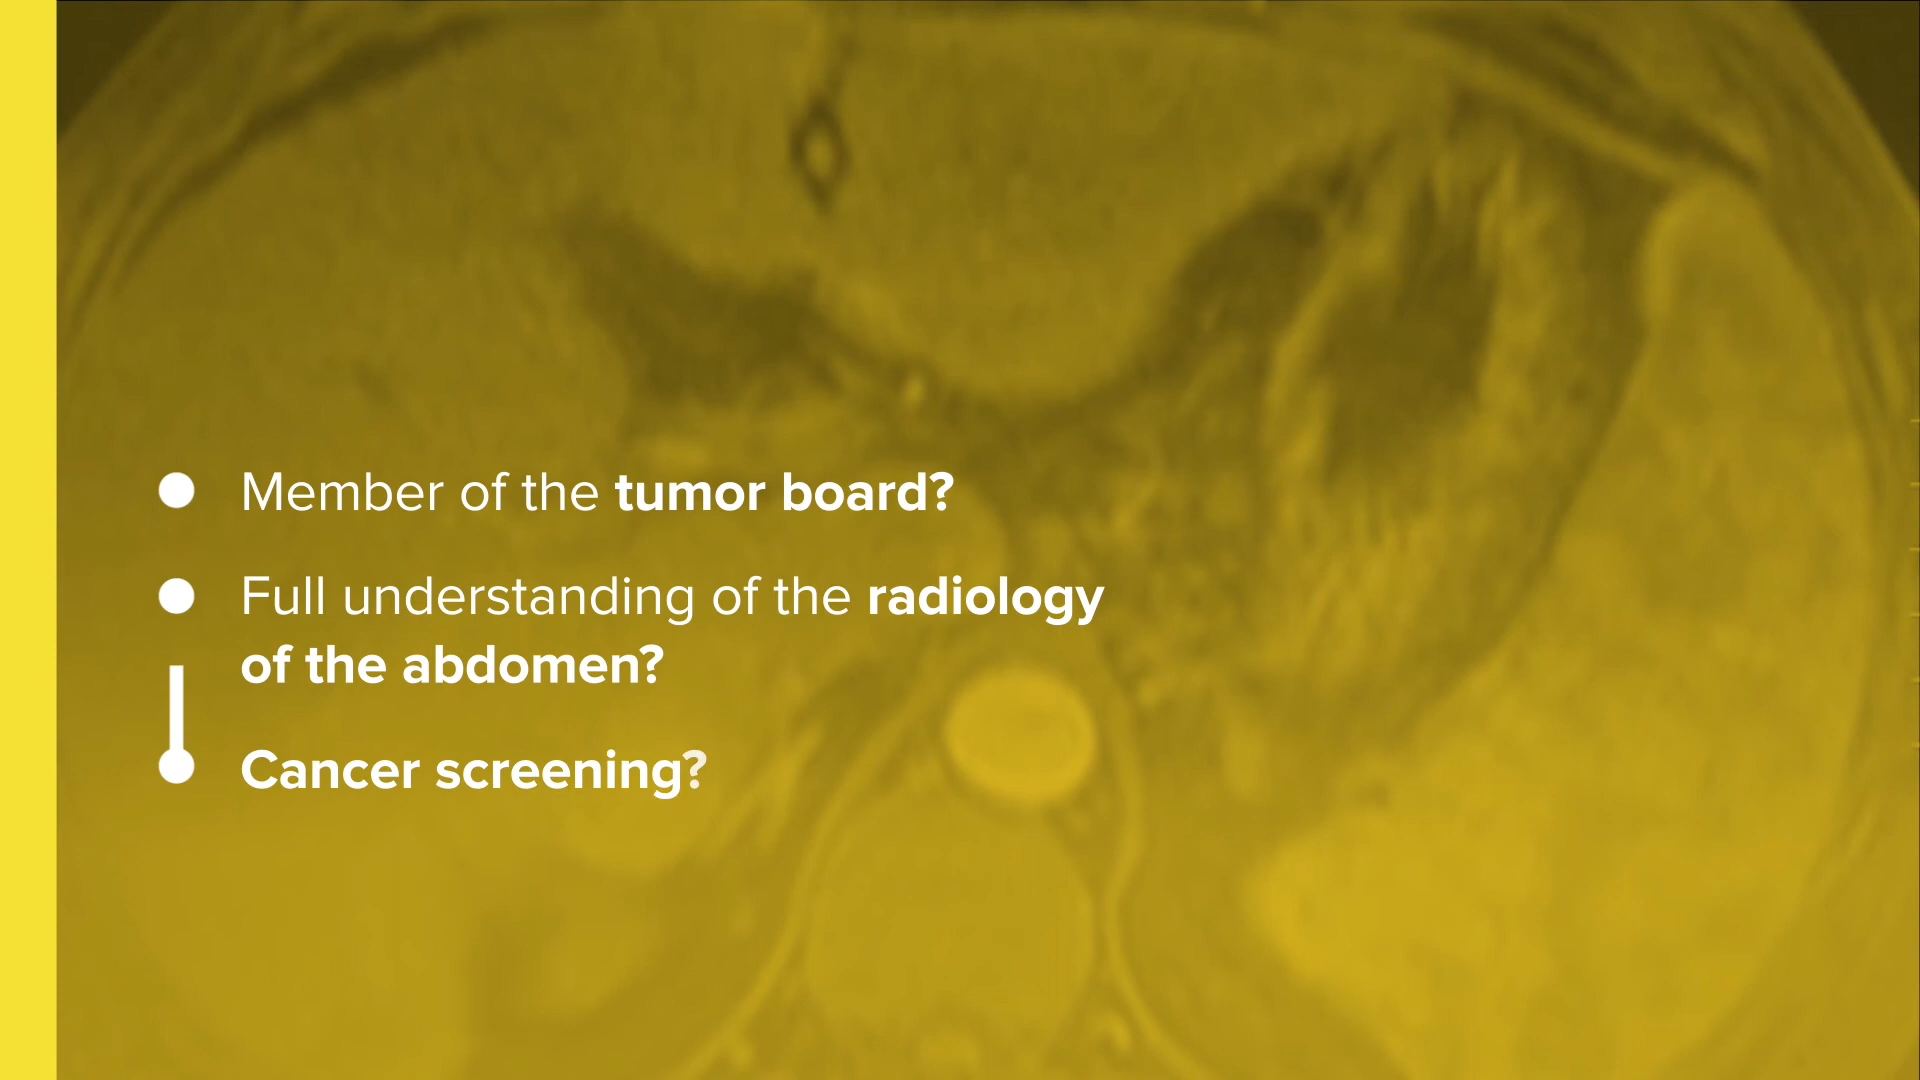 Member of the tumor board?
Full understanding of the radiology
of the abdomen?
Cancer screening?